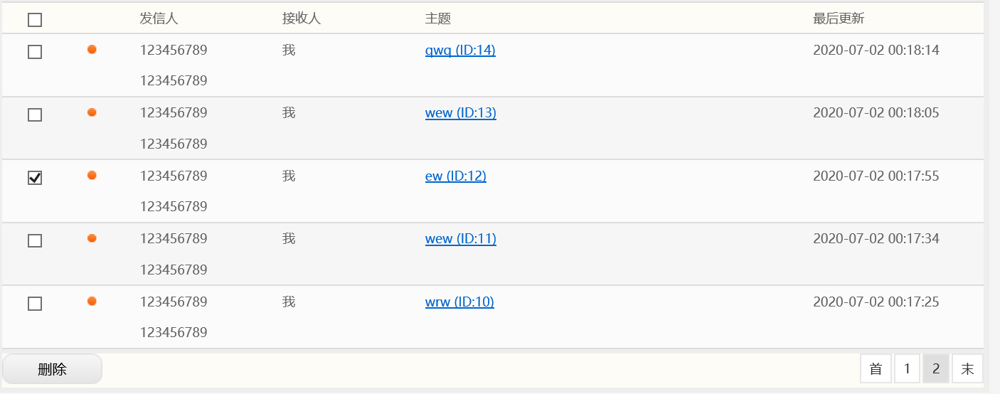 发信人 接收人 主题 最后更新
123456789 我 qwq (ID:14) 2020-07-02 00:18:14
123456789
123456789 我 wew (ID:13) 2020-07-02 00:18:05
123456789
123456789 我 ew (ID:12) 2020-07-02 00:17:55
123456789
123456789 我 wew (ID:11) 2020-07-02 00:17:34
123456789
123456789 我 wrw (ID:10) 2020-07-02 00:17:25
123456789
删除 首 1 2 末